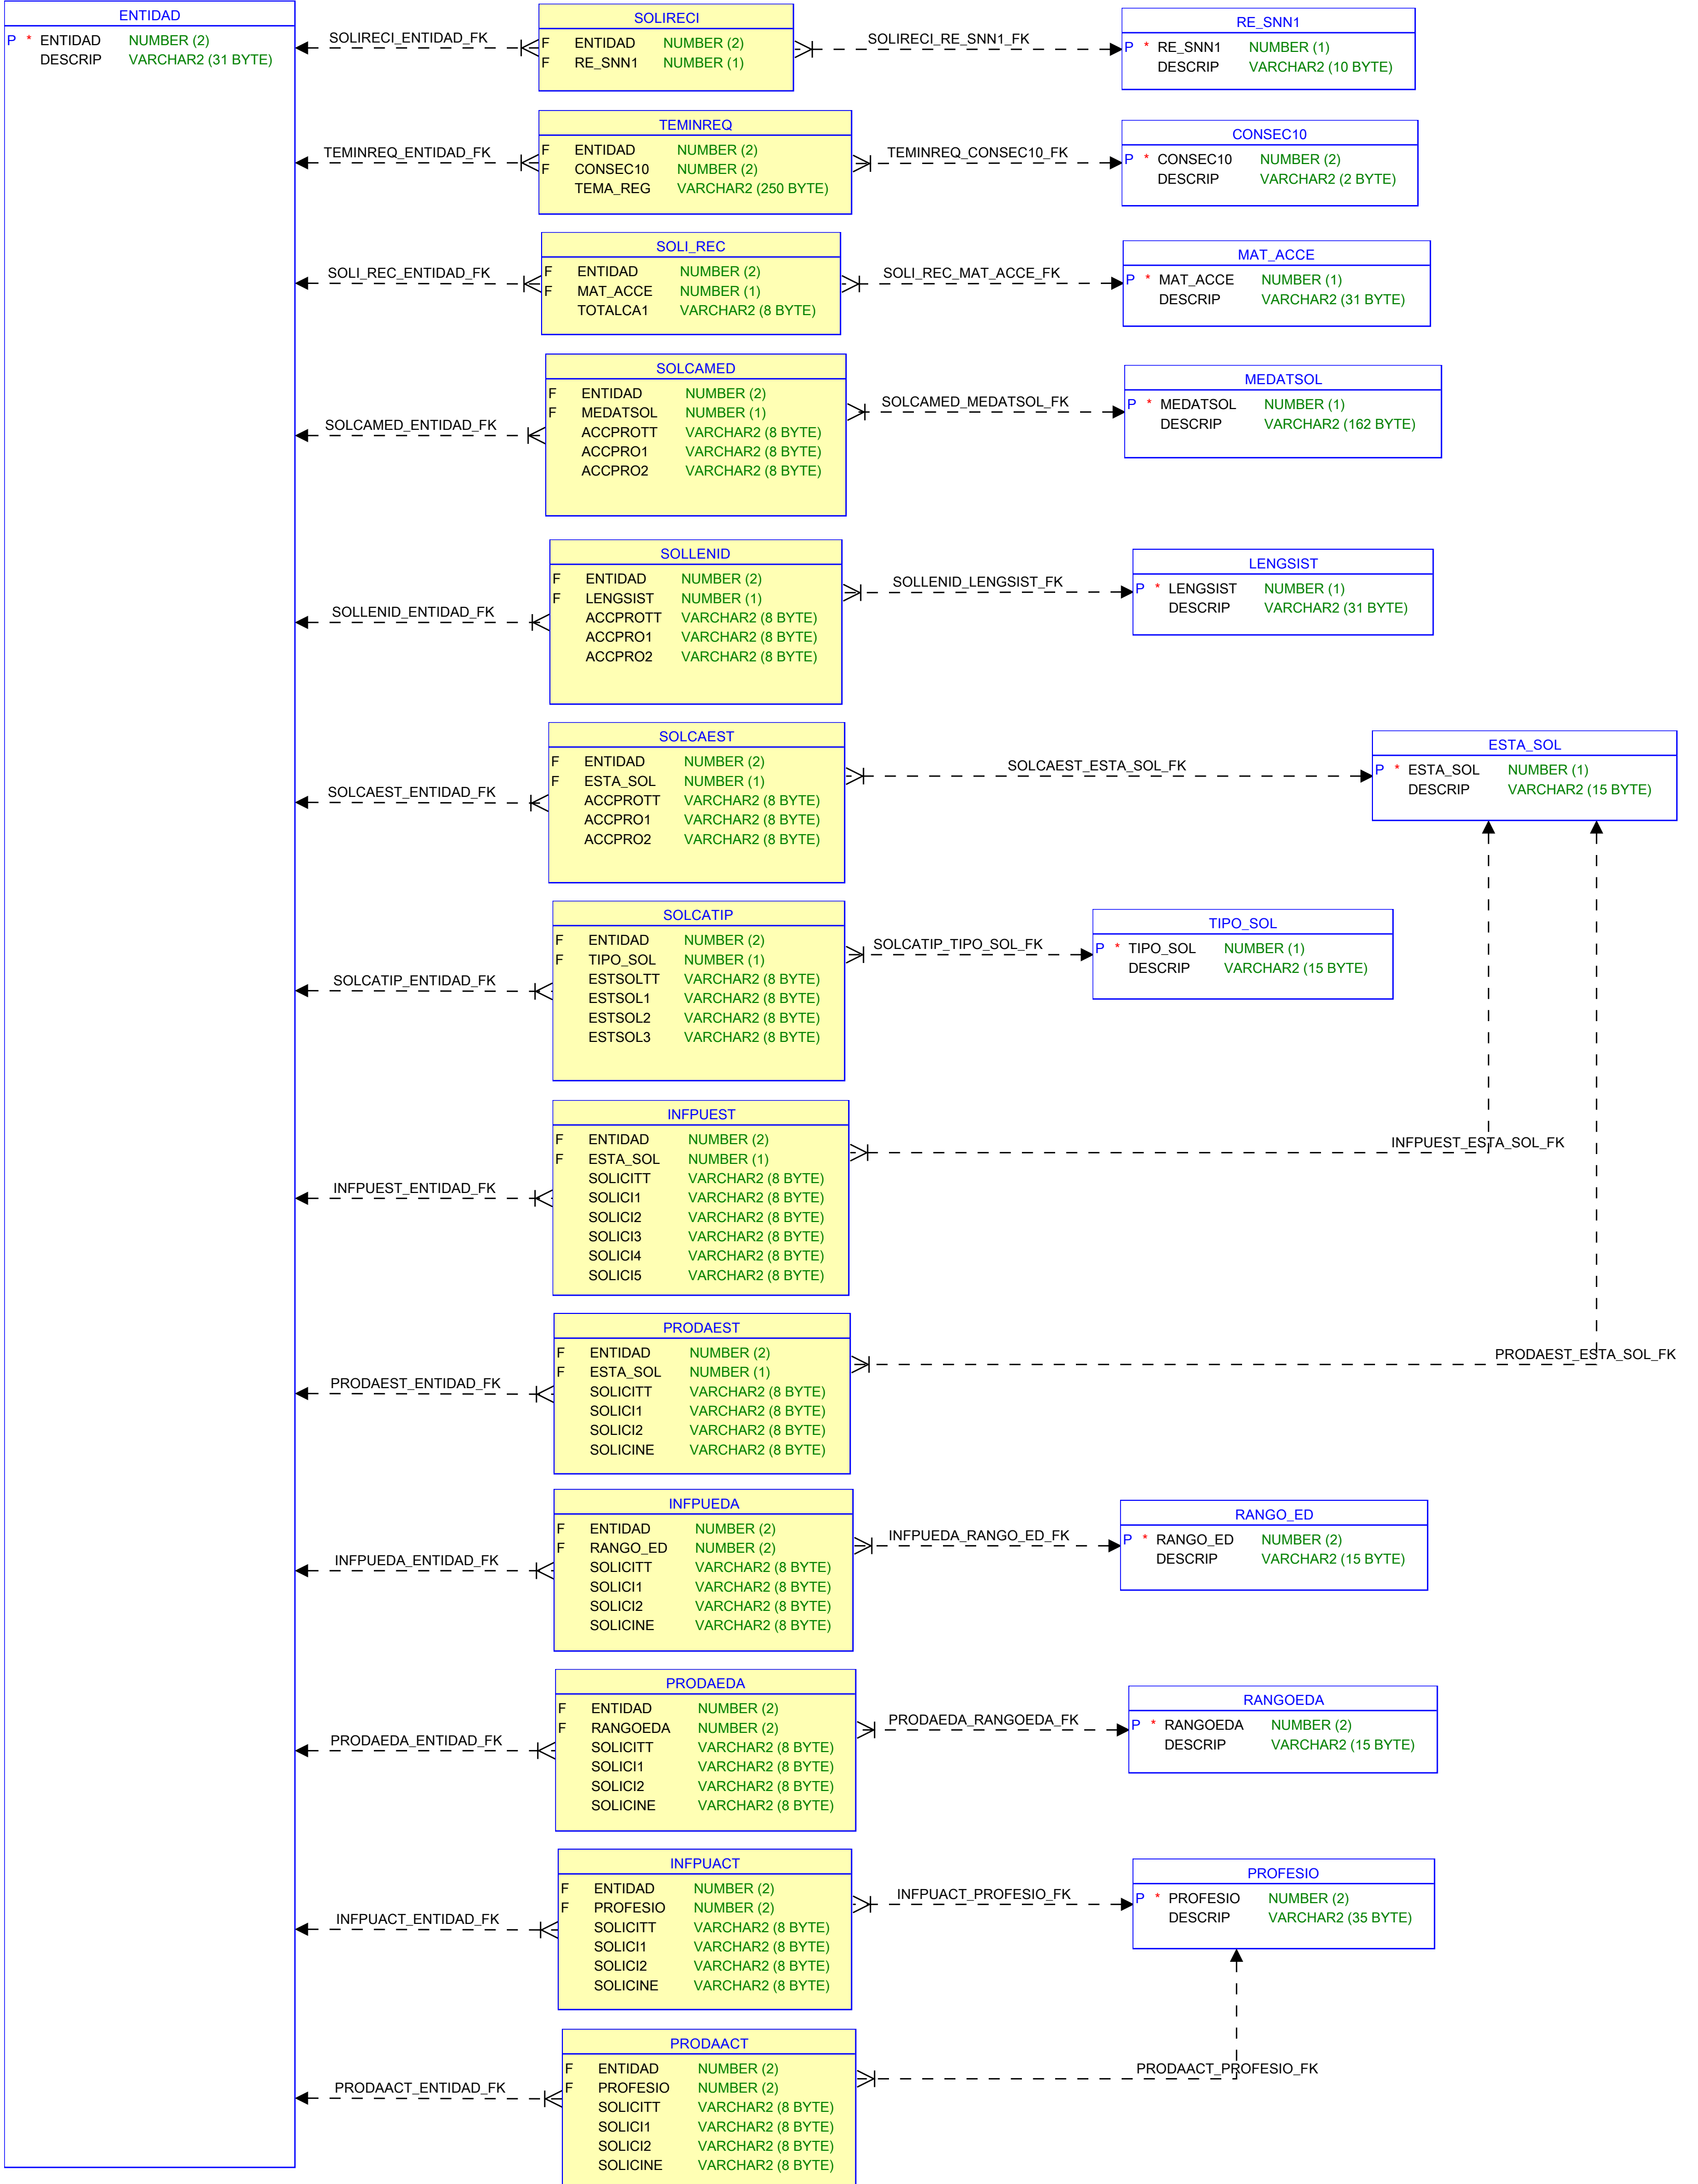 ENTIDAD
P * ENTIDAD NUMBER (2)
DESCRIP VARCHAR2 (31 BYTE)
SOLIRECI_ENTIDAD_FK
SOLIRECI
F ENTIDAD NUMBER (2)
F RE_SNN1 NUMBER (1)
SOLIRECI_RE_SNN1_FK
RE_SNN1
P * RE_SNN1 NUMBER (1)
DESCRIP VARCHAR2 (10 BYTE)
TEMINREQ_ENTIDAD_FK
TEMINREQ
F ENTIDAD NUMBER (2)
F CONSEC10 NUMBER (2)
TEMA_REG VARCHAR2 (250 BYTE)
TEMINREQ_CONSEC10_FK
CONSEC10
P * CONSEC10 NUMBER (2)
DESCRIP VARCHAR2 (2 BYTE)
SOLI_REC_ENTIDAD_FK
SOLI_REC
F ENTIDAD NUMBER (2)
F MAT_ACCE NUMBER (1)
TOTALCA1 VARCHAR2 (8 BYTE)
SOLI_REC_MAT_ACCE_FK
MAT_ACCE
P * MAT_ACCE NUMBER (1)
DESCRIP VARCHAR2 (31 BYTE)
SOLCAMED_ENTIDAD_FK
SOLCAMED
F ENTIDAD NUMBER (2)
F MEDATSOL NUMBER (1)
ACCPROTT VARCHAR2 (8 BYTE)
ACCPRO1 VARCHAR2 (8 BYTE)
ACCPRO2 VARCHAR2 (8 BYTE)
SOLCAMED_MEDATSOL_FK
MEDATSOL
P * MEDATSOL NUMBER (1)
DESCRIP VARCHAR2 (162 BYTE)
SOLLENID_ENTIDAD_FK
SOLLENID
F ENTIDAD NUMBER (2)
F LENGSIST NUMBER (1)
ACCPROTT VARCHAR2 (8 BYTE)
ACCPRO1 VARCHAR2 (8 BYTE)
ACCPRO2 VARCHAR2 (8 BYTE)
SOLLENID_LENGSIST_FK
LENGSIST
P * LENGSIST NUMBER (1)
DESCRIP VARCHAR2 (31 BYTE)
SOLCAEST_ENTIDAD_FK
SOLCAEST
F ENTIDAD NUMBER (2)
F ESTA_SOL NUMBER (1)
ACCPROTT VARCHAR2 (8 BYTE)
ACCPRO1 VARCHAR2 (8 BYTE)
ACCPRO2 VARCHAR2 (8 BYTE)
SOLCAEST_ESTA_SOL_FK
ESTA_SOL
P * ESTA_SOL NUMBER (1)
DESCRIP VARCHAR2 (15 BYTE)
SOLCATIP_ENTIDAD_FK
SOLCATIP
F ENTIDAD NUMBER (2)
F TIPO_SOL NUMBER (1)
ESTSOLTT VARCHAR2 (8 BYTE)
ESTSOL1 VARCHAR2 (8 BYTE)
ESTSOL2 VARCHAR2 (8 BYTE)
ESTSOL3 VARCHAR2 (8 BYTE)
SOLCATIP_TIPO_SOL_FK
TIPO_SOL
P * TIPO_SOL NUMBER (1)
DESCRIP VARCHAR2 (15 BYTE)
INFPUEST_ENTIDAD_FK
INFPUEST
F ENTIDAD NUMBER (2)
F ESTA_SOL NUMBER (1)
SOLICITT VARCHAR2 (8 BYTE)
SOLICI1 VARCHAR2 (8 BYTE)
SOLICI2 VARCHAR2 (8 BYTE)
SOLICI3 VARCHAR2 (8 BYTE)
SOLICI4 VARCHAR2 (8 BYTE)
SOLICI5 VARCHAR2 (8 BYTE)
INFPUEST_ESTA_SOL_FK
PRODAEST_ENTIDAD_FK
PRODAEST
F ENTIDAD NUMBER (2)
F ESTA_SOL NUMBER (1)
SOLICITT VARCHAR2 (8 BYTE)
SOLICI1 VARCHAR2 (8 BYTE)
SOLICI2 VARCHAR2 (8 BYTE)
SOLICINE VARCHAR2 (8 BYTE)
PRODAEST_ESTA_SOL_FK
INFPUEDA_ENTIDAD_FK
INFPUEDA
F ENTIDAD NUMBER (2)
F RANGO_ED NUMBER (2)
SOLICITT VARCHAR2 (8 BYTE)
SOLICI1 VARCHAR2 (8 BYTE)
SOLICI2 VARCHAR2 (8 BYTE)
SOLICINE VARCHAR2 (8 BYTE)
INFPUEDA_RANGO_ED_FK
RANGO_ED
P * RANGO_ED NUMBER (2)
DESCRIP VARCHAR2 (15 BYTE)
PRODAEDA_ENTIDAD_FK
PRODAEDA
F ENTIDAD NUMBER (2)
F RANGOEDA NUMBER (2)
SOLICITT VARCHAR2 (8 BYTE)
SOLICI1 VARCHAR2 (8 BYTE)
SOLICI2 VARCHAR2 (8 BYTE)
SOLICINE VARCHAR2 (8 BYTE)
PRODAEDA_RANGOEDA_FK
RANGOEDA
P * RANGOEDA NUMBER (2)
DESCRIP VARCHAR2 (15 BYTE)
INFPUACT_ENTIDAD_FK
INFPUACT
F ENTIDAD NUMBER (2)
F PROFESIO NUMBER (2)
SOLICITT VARCHAR2 (8 BYTE)
SOLICI1 VARCHAR2 (8 BYTE)
SOLICI2 VARCHAR2 (8 BYTE)
SOLICINE VARCHAR2 (8 BYTE)
INFPUACT_PROFESIO_FK
PROFESIO
P * PROFESIO NUMBER (2)
DESCRIP VARCHAR2 (35 BYTE)
PRODAACT_ENTIDAD_FK
PRODAACT
F ENTIDAD NUMBER (2)
F PROFESIO NUMBER (2)
SOLICITT VARCHAR2 (8 BYTE)
SOLICI1 VARCHAR2 (8 BYTE)
SOLICI2 VARCHAR2 (8 BYTE)
SOLICINE VARCHAR2 (8 BYTE)
PRODAACT_PROFESIO_FK